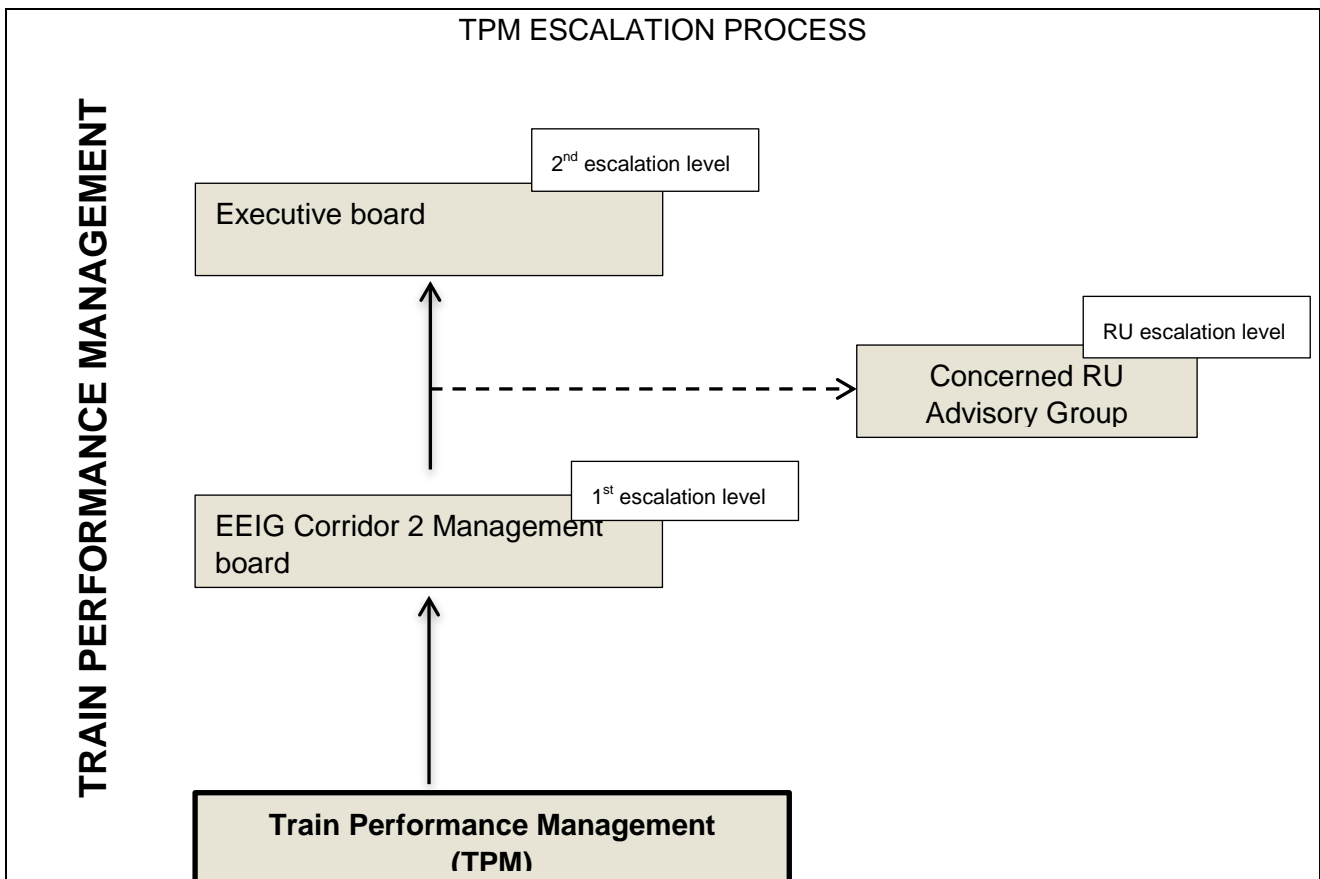 TPM ESCALATION PROCESS
TRAIN PERFORMANCE MANAGEMENT
2nd escalation level
Executive board
RU escalation level
Concerned RU
Advisory Group
1st escalation level
EEIG Corridor 2 Management
board
Train Performance Management
(TPM)